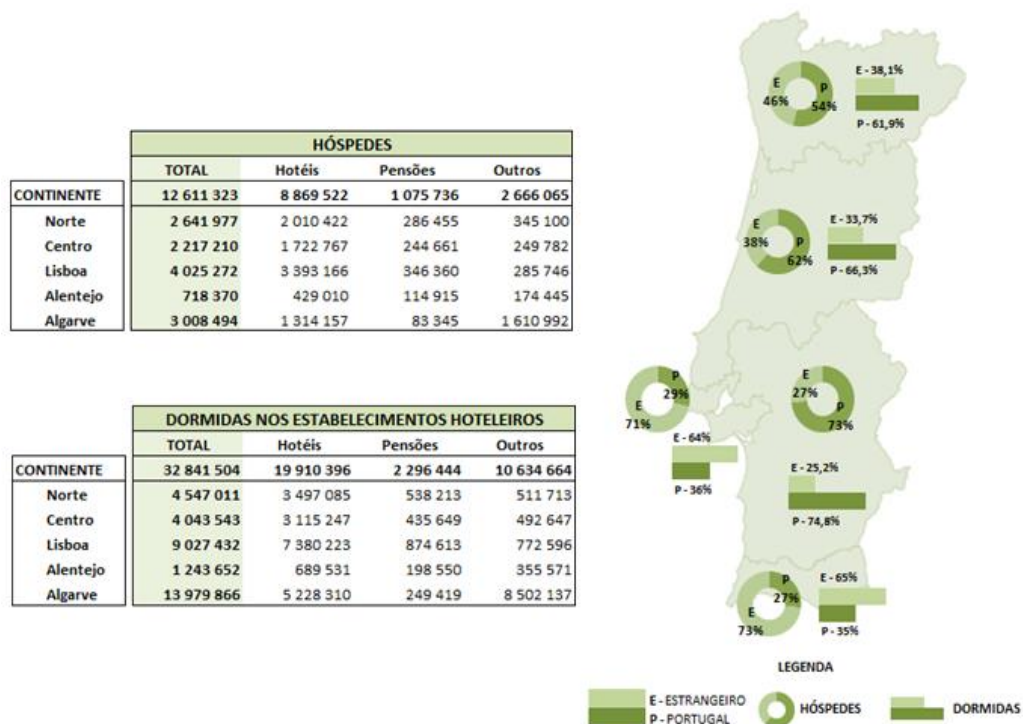 HÓSPEDES
TOTAL Hotéis Pensões Outros
CONTINENTE 12 611 323 8 869 522 1 075 736 2 666 065
Norte 2 641 977 2 010 422 286 455 345 100
Centro 2 217 210 1 722 767 244 661 249 782
Lisboa 4 025 272 3 393 166 346 360 285 746
Alentejo 718 370 429 010 114 915 174 445
Algarve 3 008 494 1 314 157 83 345 1 610 992
DORMIDAS NOS ESTABELECIMENTOS HOTELEIROS
TOTAL Hotéis Pensões Outros
CONTINENTE 32 841 504 19 910 396 2 296 444 10 634 664
Norte 4 547 011 3 497 085 538 213 511 713
Centro 4 043 543 3 115 247 435 649 492 647
Lisboa 9 027 432 7 380 223 874 613 772 596
Alentejo 1 243 652 689 531 198 550 355 571
Algarve 13 979 866 5 228 310 249 419 8 502 137
E
46%
P
54%
E - 38,1%
P - 61,9%
E
38%
P
62%
E - 33,7%
P - 66,3%
P
29%
E
71%
E - 64%
P - 36%
E
27%
P
73%
E - 25,2%
P - 74,8%
P
27%
E
73%
E - 65%
P - 35%
LEGENDA
E - ESTRANGEIRO
P - PORTUGAL
HÓSPEDES
DORMIDAS